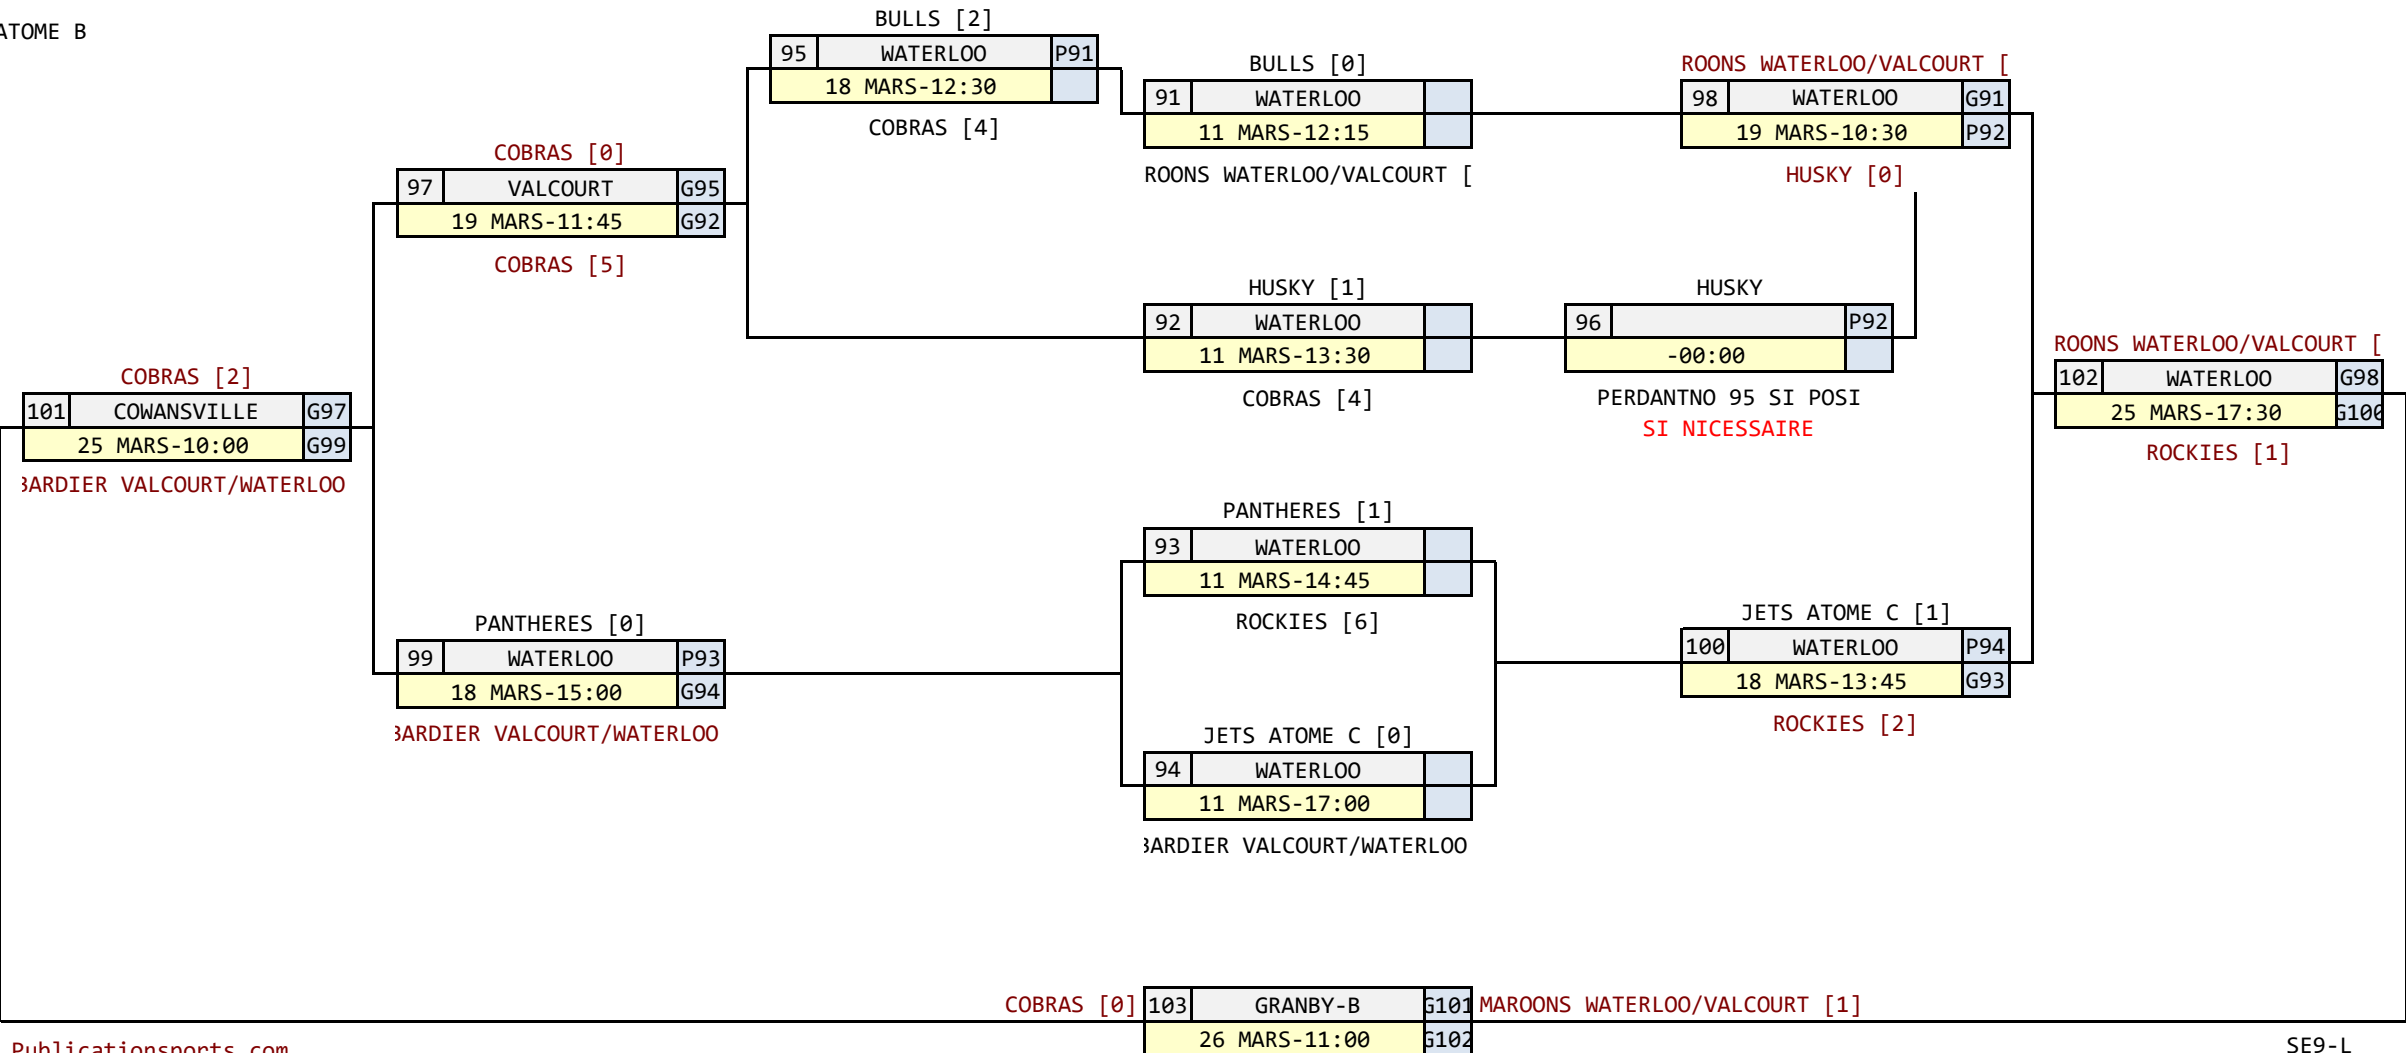 ATOME B
BULLS [2]
95 WATERLOO P91
18 MARS-12:30
COBRAS [4]
BULLS [0]
91 WATERLOO
11 MARS-12:15
ROONS WATERLOO/VALCOURT [
ROONS WATERLOO/VALCOURT [
98 WATERLOO G91
19 MARS-10:30 P92
HUSKY [0]
COBRAS [0]
97 VALCOURT G95
19 MARS-11:45 G92
COBRAS [5]
HUSKY [1]
92 WATERLOO
11 MARS-13:30
COBRAS [4]
HUSKY
96 P92
-00:00
PERDANTNO 95 SI POSI
SI NICESSAIRE
ROONS WATERLOO/VALCOURT [
102 WATERLOO G98
25 MARS-17:30 G100
ROCKIES [1]
COBRAS [2]
101 COWANSVILLE G97
25 MARS-10:00 G99
BARDIER VALCOURT/WATERLOO
PANTHERES [1]
93 WATERLOO
11 MARS-14:45
ROCKIES [6]
PANTHERES [0]
99 WATERLOO P93
18 MARS-15:00 G94
BARDIER VALCOURT/WATERLOO
JETS ATOME C [1]
100 WATERLOO P94
18 MARS-13:45 G93
ROCKIES [2]
JETS ATOME C [0]
94 WATERLOO
11 MARS-17:00
BARDIER VALCOURT/WATERLOO
COBRAS [0] 103 GRANBY-B G101 MAROONS WATERLOO/VALCOURT [1]
26 MARS-11:00 G102
Publicationsports.com
SE9-L